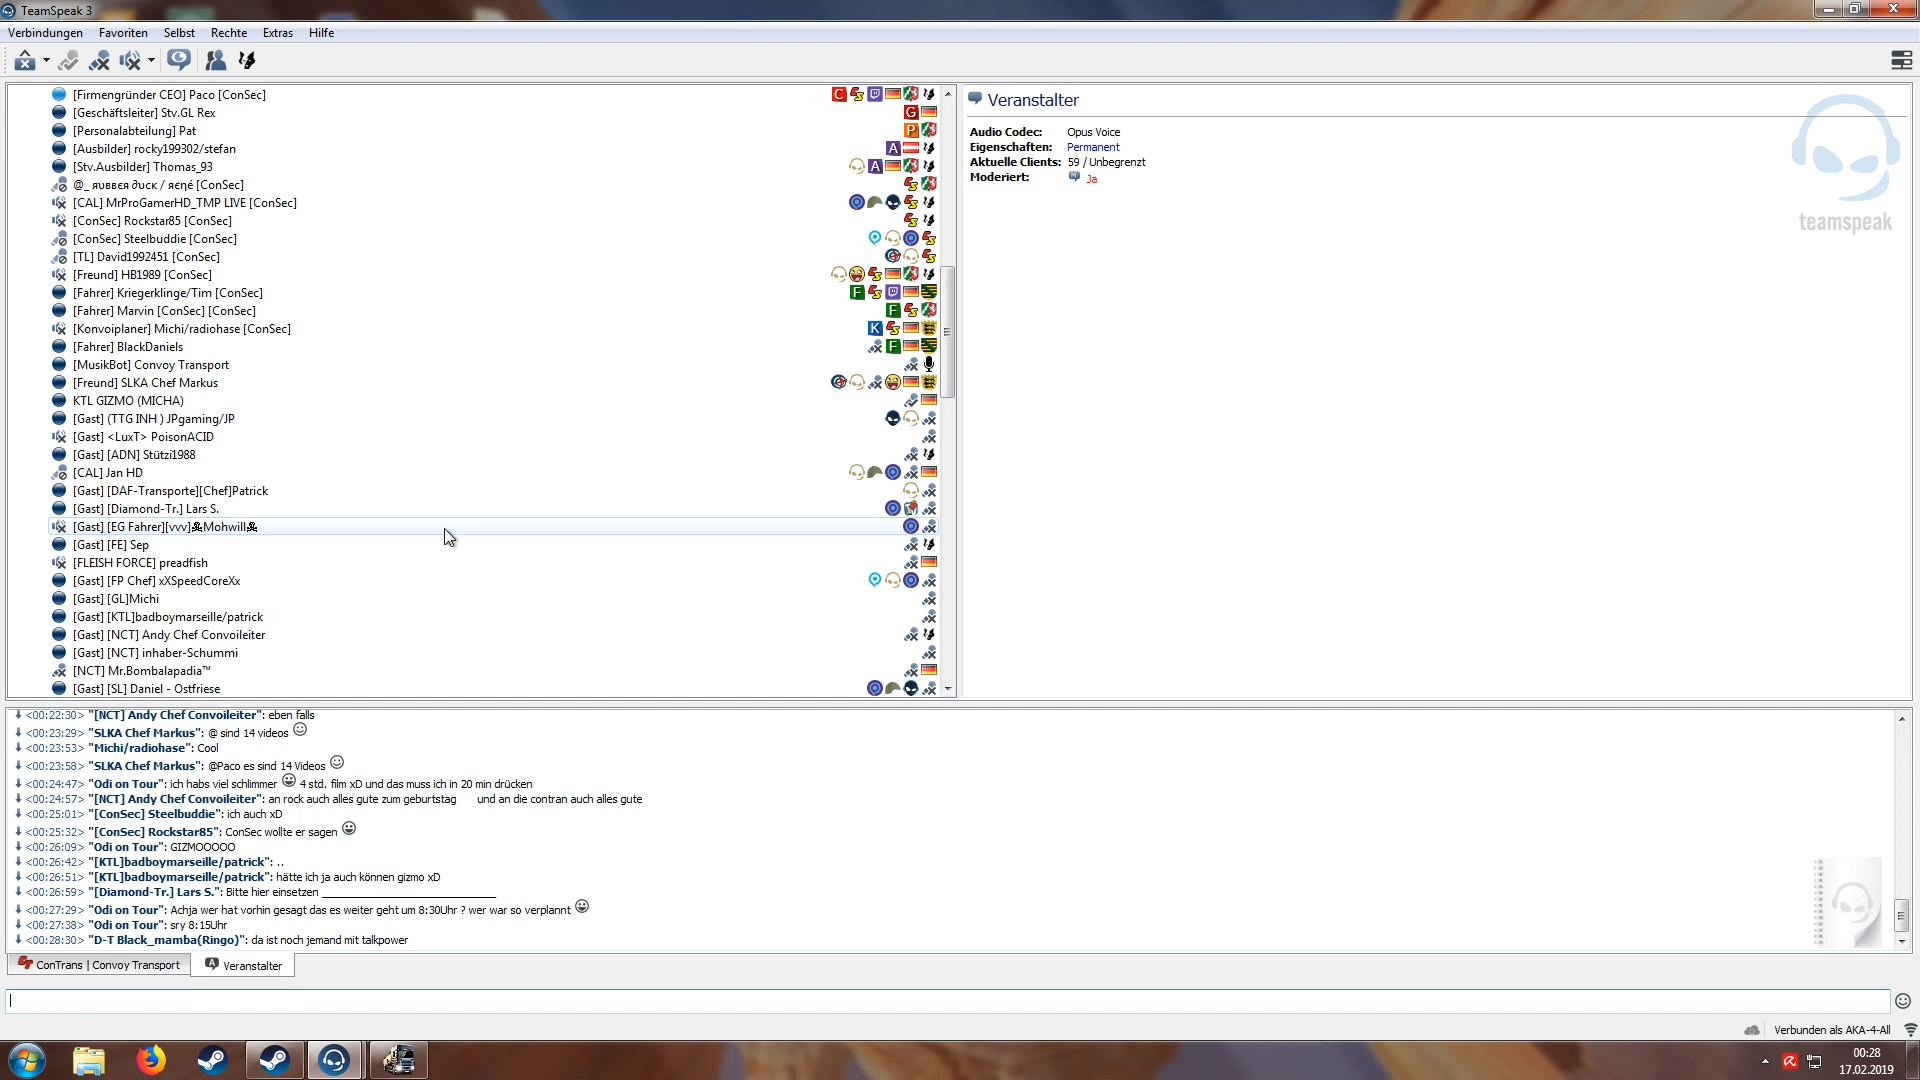 TeamSpeak 3
Verbindungen Favoriten Selbst Rechte Extras Hilfe
[Firmengründer CEO] Paco [ConSec]
[Geschäftsleiter] Stv.GL Rex
[Personalabteilung] Pat
[Ausbilder] rocky199302/stefan
[Stv.Ausbilder] Thomas_93
@_ яυввєя ∂υcк / яєηé [ConSec]
[CAL] MrProGamerHD_TMP LIVE [ConSec]
[ConSec] Rockstar85 [ConSec]
[ConSec] Steelbuddie [ConSec]
[TL] David1992451 [ConSec]
[Freund] HB1989 [ConSec]
[Fahrer] Kriegerklinge/Tim [ConSec]
[Fahrer] Marvin [ConSec] [ConSec]
[Konvoiplaner] Michi/radiohase [ConSec]
[Fahrer] BlackDaniels
[MusikBot] Convoy Transport
[Freund] SLKA Chef Markus
KTL GIZMO (MICHA)
[Gast] (TTG INH ) JPgaming/JP
[Gast] <LuxT> PoisonACID
[Gast] [ADN] Stützi1988
[CAL] Jan HD
[Gast] [DAF-Transporte][Chef]Patrick
[Gast] [Diamond-Tr.] Lars S.
[Gast] [EG Fahrer][vvv]☠Mohwill☠
[Gast] [FE] Sep
[FLEISH FORCE] preadfish
[Gast] [FP Chef] xXSpeedCoreXx
[Gast] [GL]Michi
[Gast] [KTL]badboymarseille/patrick
[Gast] [NCT] Andy Chef Convoileiter
[Gast] [NCT] inhaber-Schummi
[NCT] Mr.Bombalapadia™
[Gast] [SL] Daniel - Ostfriese
Veranstalter
Audio Codec: Opus Voice
Eigenschaften: Permanent
Aktuelle Clients: 59 / Unbegrenzt
Moderiert: Ja
teamspeak
<00:22:30> "[NCT] Andy Chef Convoileiter": eben falls
<00:23:29> "SLKA Chef Markus": @ sind 14 videos
<00:23:53> "Michi/radiohase": Cool
<00:23:58> "SLKA Chef Markus": @Paco es sind 14 Videos
<00:24:47> "Odi on Tour": ich habs viel schlimmer 4 std. film xD und das muss ich in 20 min drücken
<00:24:57> "[NCT] Andy Chef Convoileiter": an rock auch alles gute zum geburtstag und an die contran auch alles gute
<00:25:01> "[ConSec] Steelbuddie": ich auch xD
<00:25:32> "[ConSec] Rockstar85": ConSec wollte er sagen
<00:26:09> "Odi on Tour": GIZMOOOOO
<00:26:42> "[KTL]badboymarseille/patrick": ..
<00:26:51> "[KTL]badboymarseille/patrick": hätte ich ja auch können gizmo xD
<00:26:59> "[Diamond-Tr.] Lars S.": Bitte hier einsetzen ______________________________
<00:27:29> "Odi on Tour": Achja wer hat vorhin gesagt das es weiter geht um 8:30Uhr ? wer war so verplannt
<00:27:38> "Odi on Tour": sry 8:15Uhr
<00:28:30> "D-T Black_mamba(Ringo)": da ist noch jemand mit talkpower
ConTrans | Convoy Transport
Veranstalter
Verbunden als AKA-4-All
00:28
17.02.2019